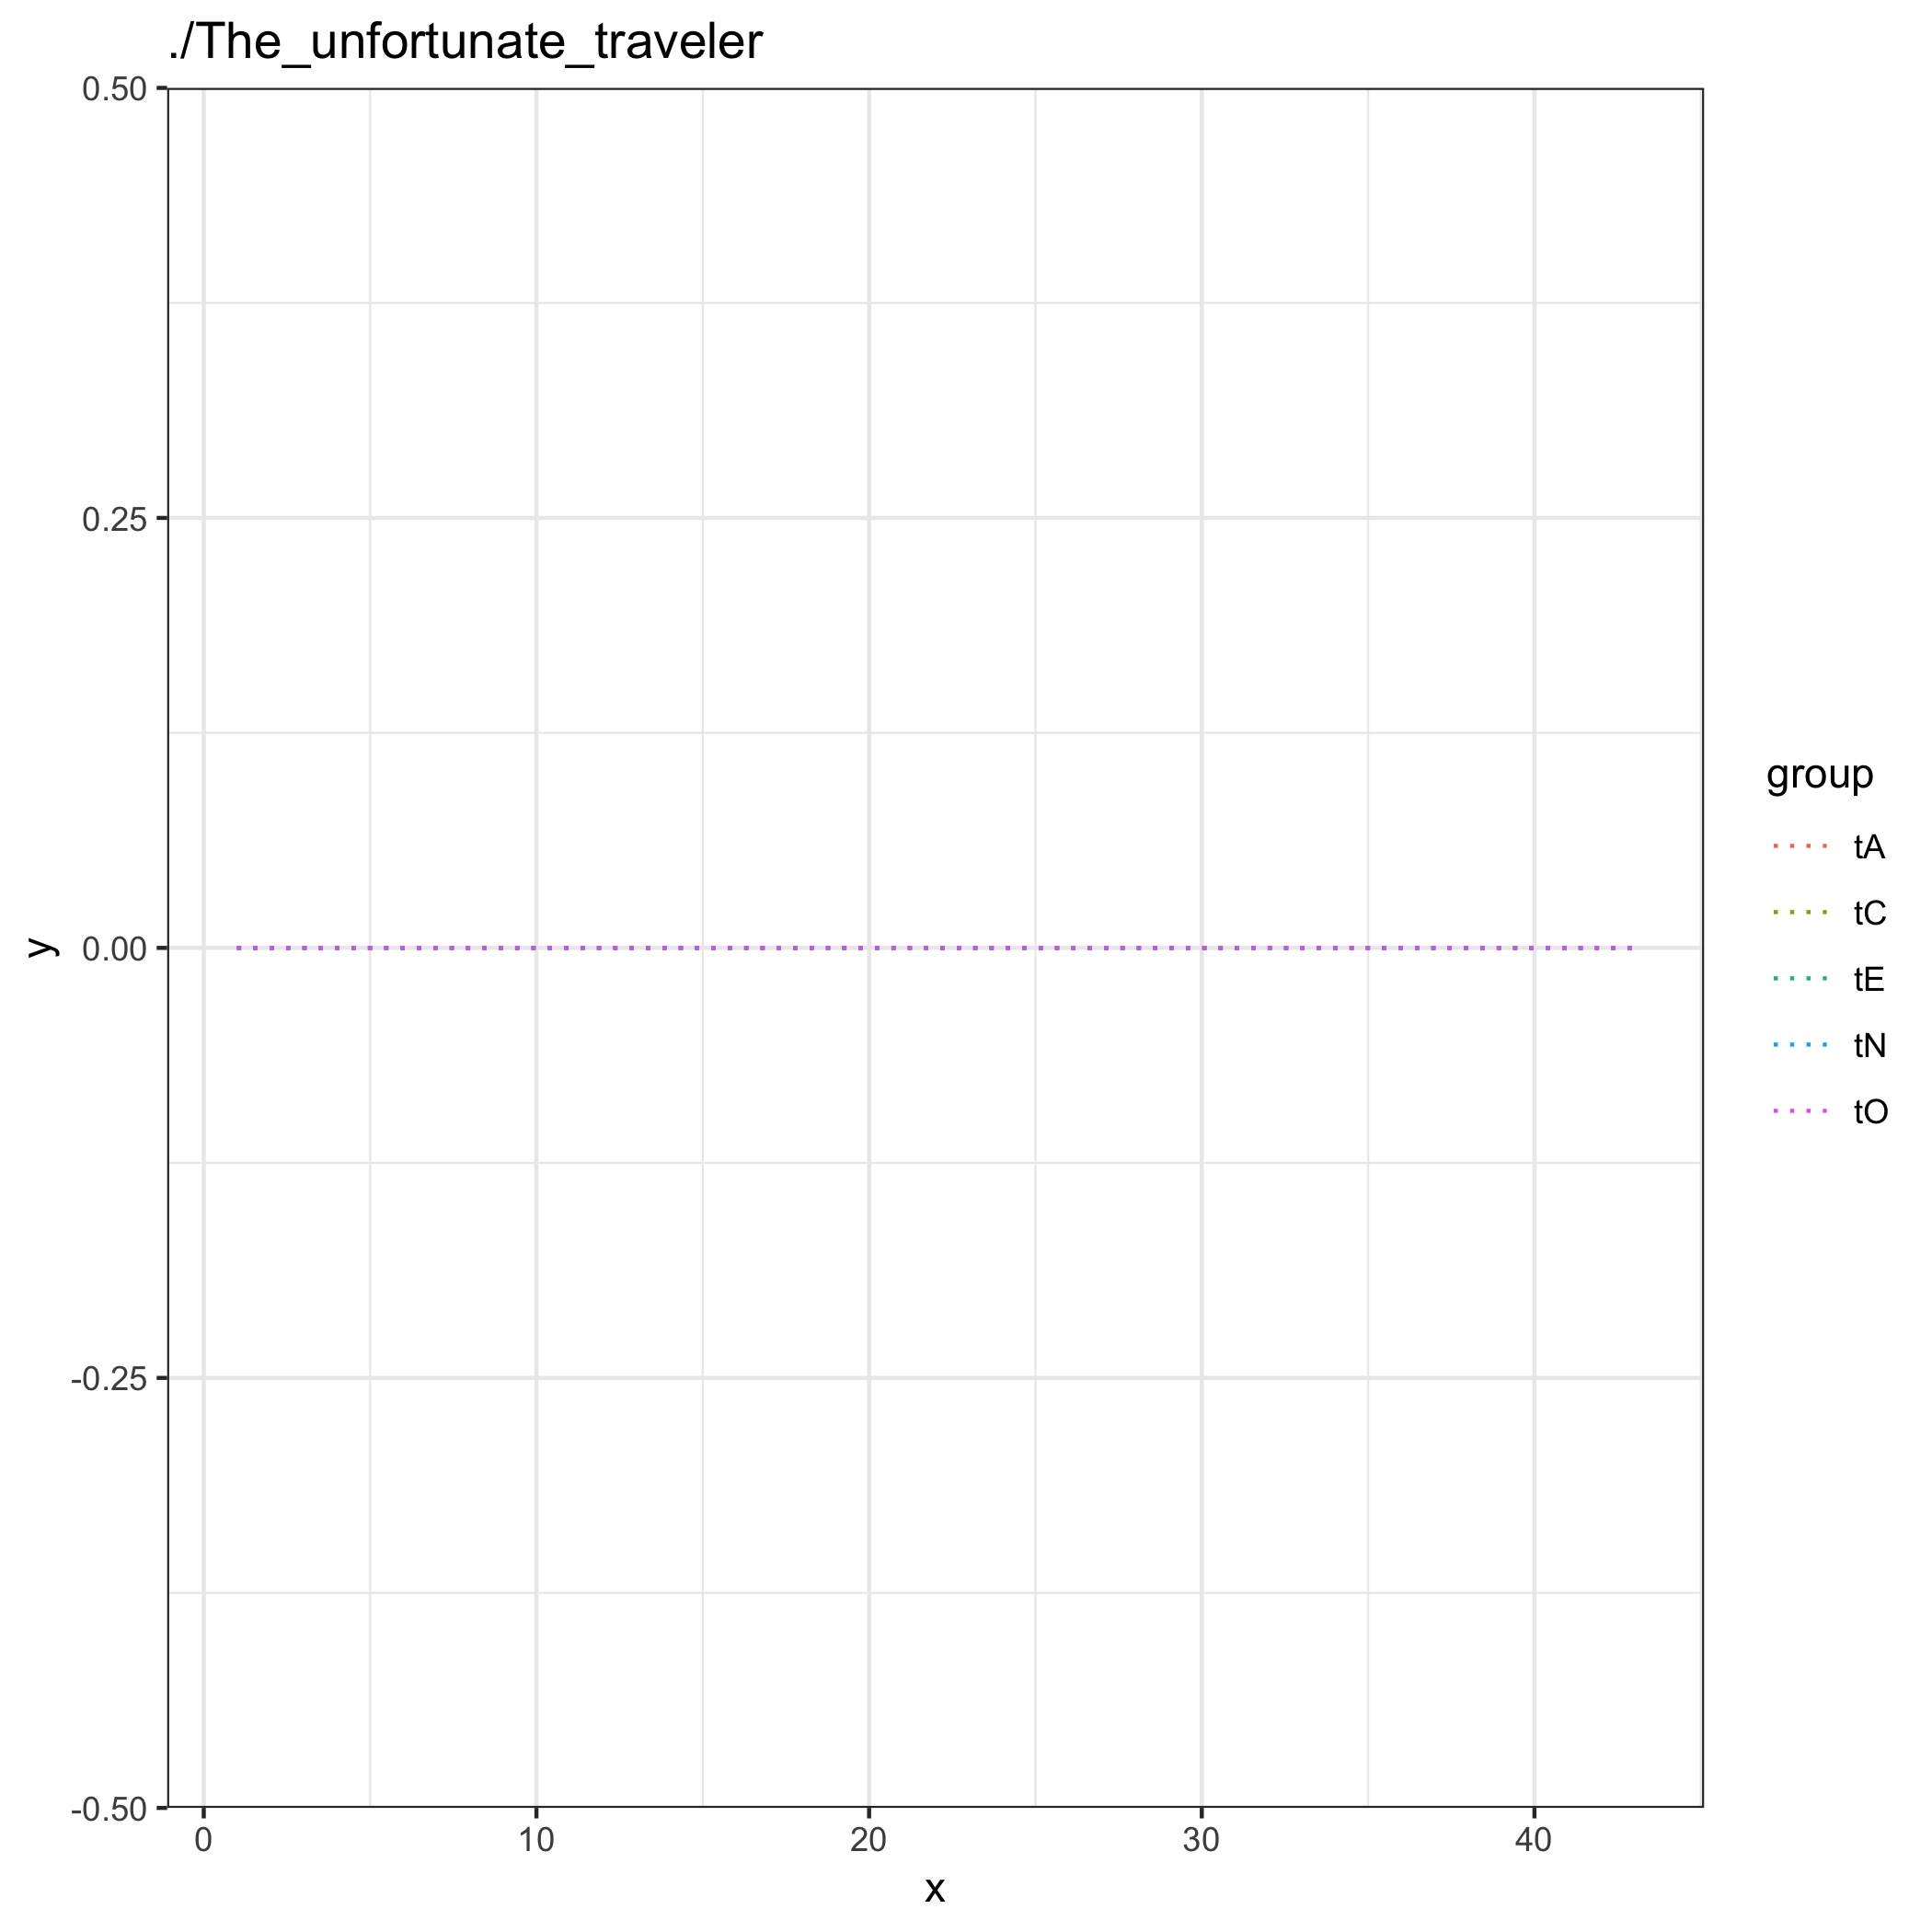 ./The_unfortunate_traveler
0.50
0.25
0.00
-0.25
-0.50
y
0
10
20
30
40
x
group
tA
tC
tE
tN
tO